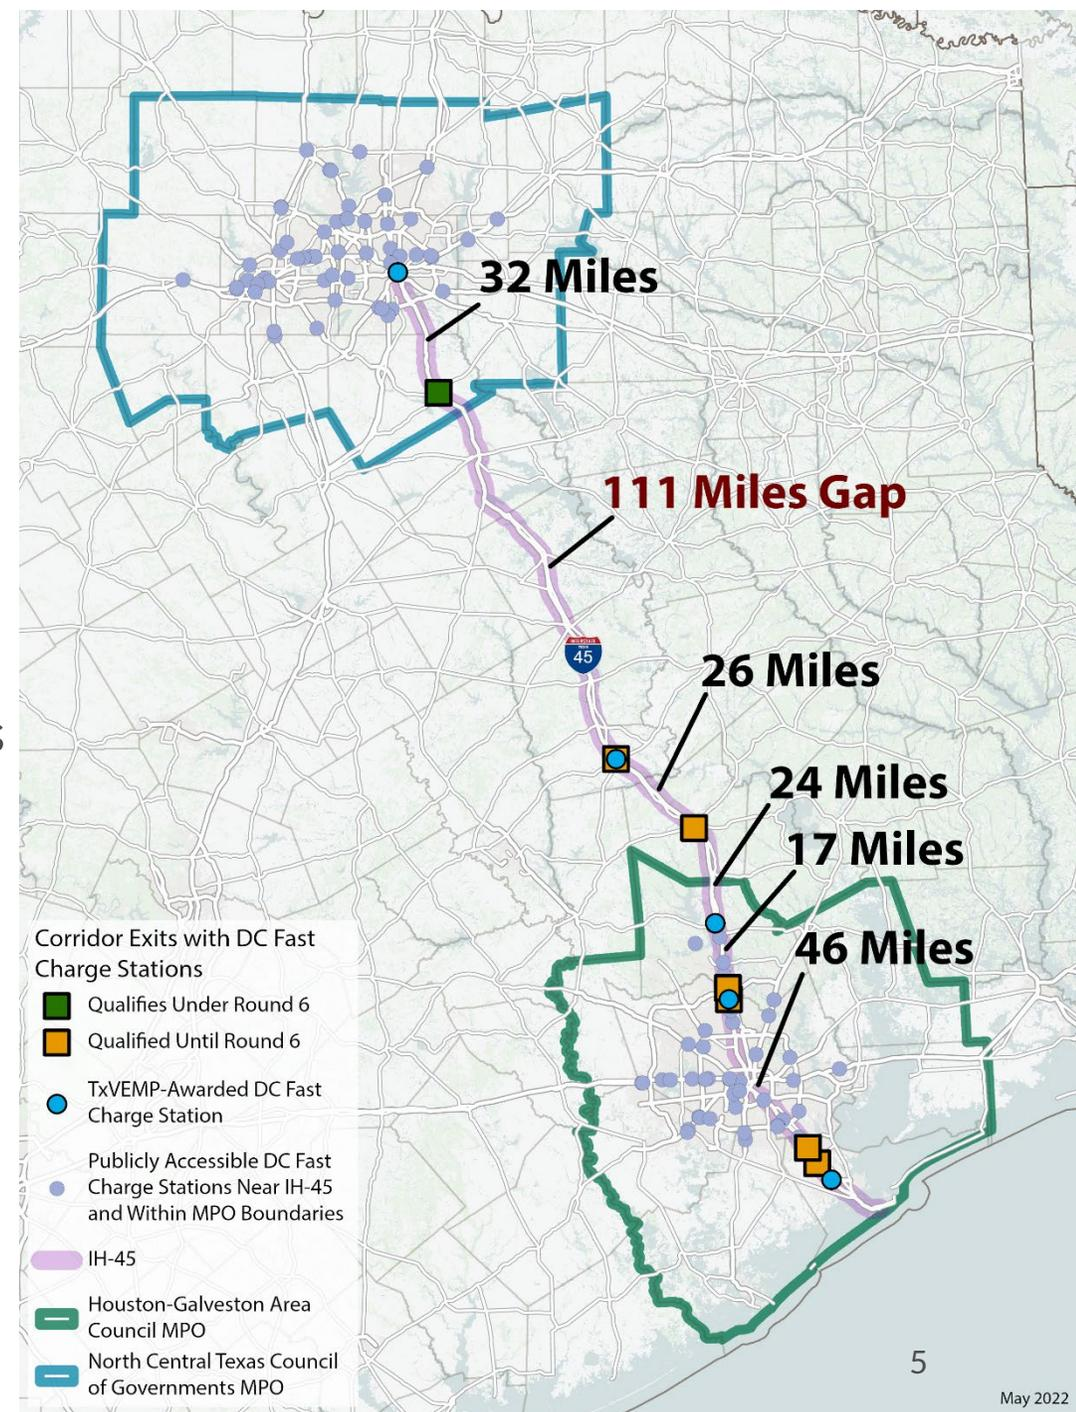 32 Miles
111 Miles Gap
INTERSTATE
45
26 Miles
24 Miles
17 Miles
46 Miles
s
Corridor Exits with DC Fast
Charge Stations
Qualifies Under Round 6
Qualified Until Round 6
TxVEMP-Awarded DC Fast
Charge Station
Publicly Accessible DC Fast
Charge Stations Near IH-45
and Within MPO Boundaries
IH-45
Houston-Galveston Area
Council MPO
North Central Texas Council
of Governments MPO
5
May 2022